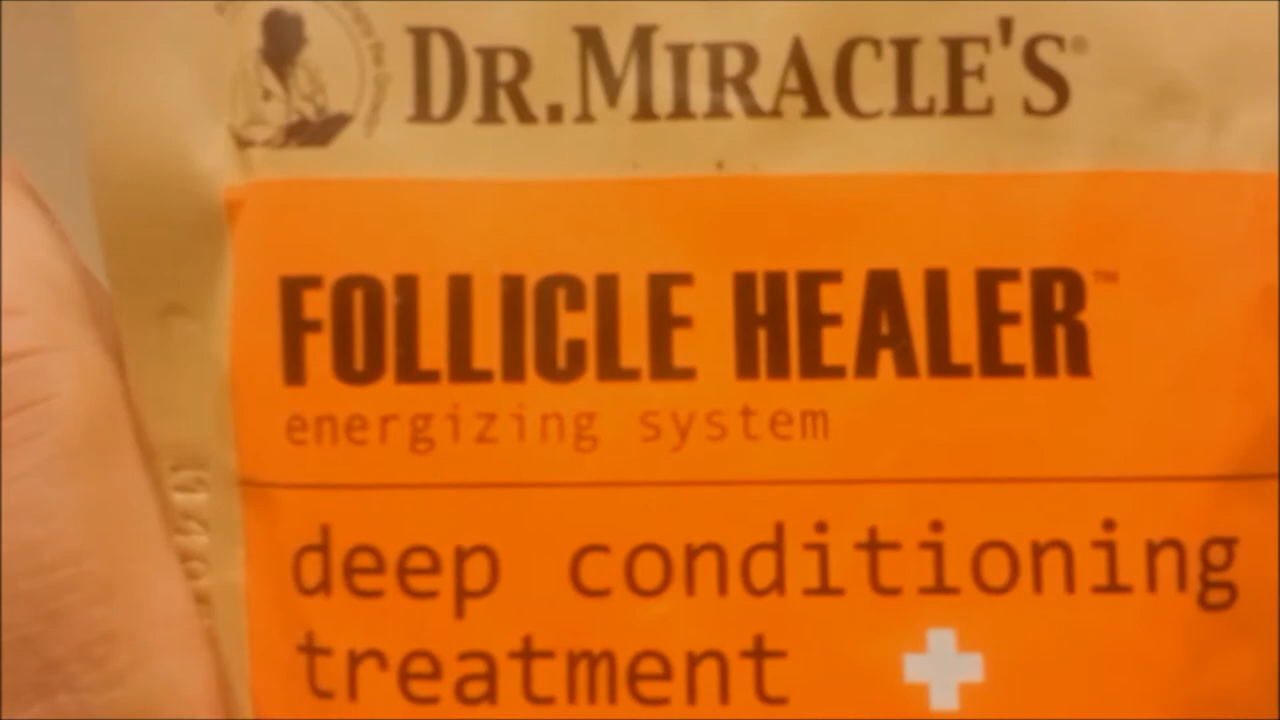 DR.MIRACLE'S®
FOLLICLE HEALER™
energizing system
deep conditioning
treatment